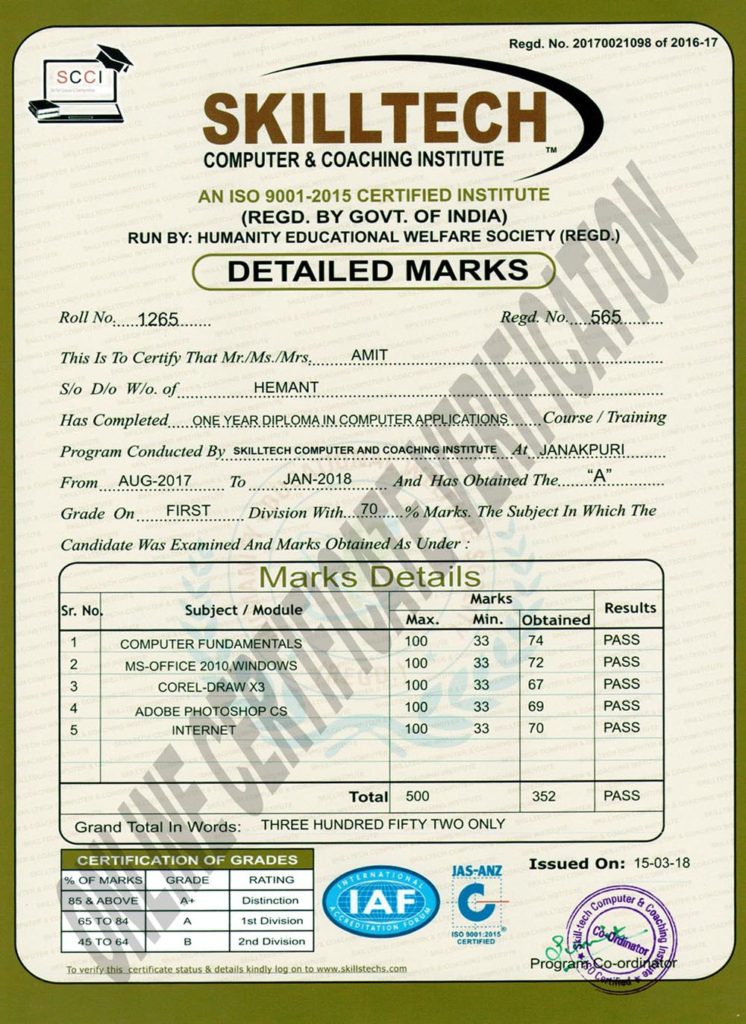 Regd. No. 20170021098 of 2016-17
SCCI
SKILLTECH
TM
COMPUTER & COACHING INSTITUTE
AN ISO 9001-2015 CERTIFIED INSTITUTE
(REGD. BY GOVT. OF INDIA)
RUN BY: HUMANITY EDUCATIONAL WELFARE SOCIETY (REGD.)
DETAILED MARKS
Roll No. 1265 Regd. No. 565
This Is To Certify That Mr./Ms./Mrs. AMIT
S/o D/o W/o. of HEMANT
Has Completed ONE YEAR DIPLOMA IN COMPUTER APPLICATIONS Course / Training
Program Conducted By SKILLTECH COMPUTER AND COACHING INSTITUTE At JANAKPURI
From AUG-2017 To JAN-2018 And Has Obtained The "A"
Grade On FIRST Division With 70 % Marks. The Subject In Which The
Candidate Was Examined And Marks Obtained As Under :
Marks Details
Sr. No. Subject / Module Marks Results
Max. Min. Obtained
1 COMPUTER FUNDAMENTALS 100 33 74 PASS
2 MS-OFFICE 2010,WINDOWS 100 33 72 PASS
3 COREL-DRAW X3 100 33 67 PASS
4 ADOBE PHOTOSHOP CS 100 33 69 PASS
5 INTERNET 100 33 70 PASS
Total 500 352 PASS
Grand Total In Words: THREE HUNDRED FIFTY TWO ONLY
ONLINE CERTIFICATE VERIFICATION
CERTIFICATION OF GRADES
% OF MARKS GRADE RATING
85 & ABOVE A+ Distinction
65 TO 84 A 1st Division
45 TO 64 B 2nd Division
INTERNATIONAL
IAF
ACCREDITATION FORUM
JAS-ANZ
C
ISO 9001:2015
CERTIFIED
Issued On: 15-03-18
Skill-tech Computer & Coaching Institute
Co-Ordinator
Program Co-ordinator
To verify this certificate status & details kindly log on to www.skillstechs.com